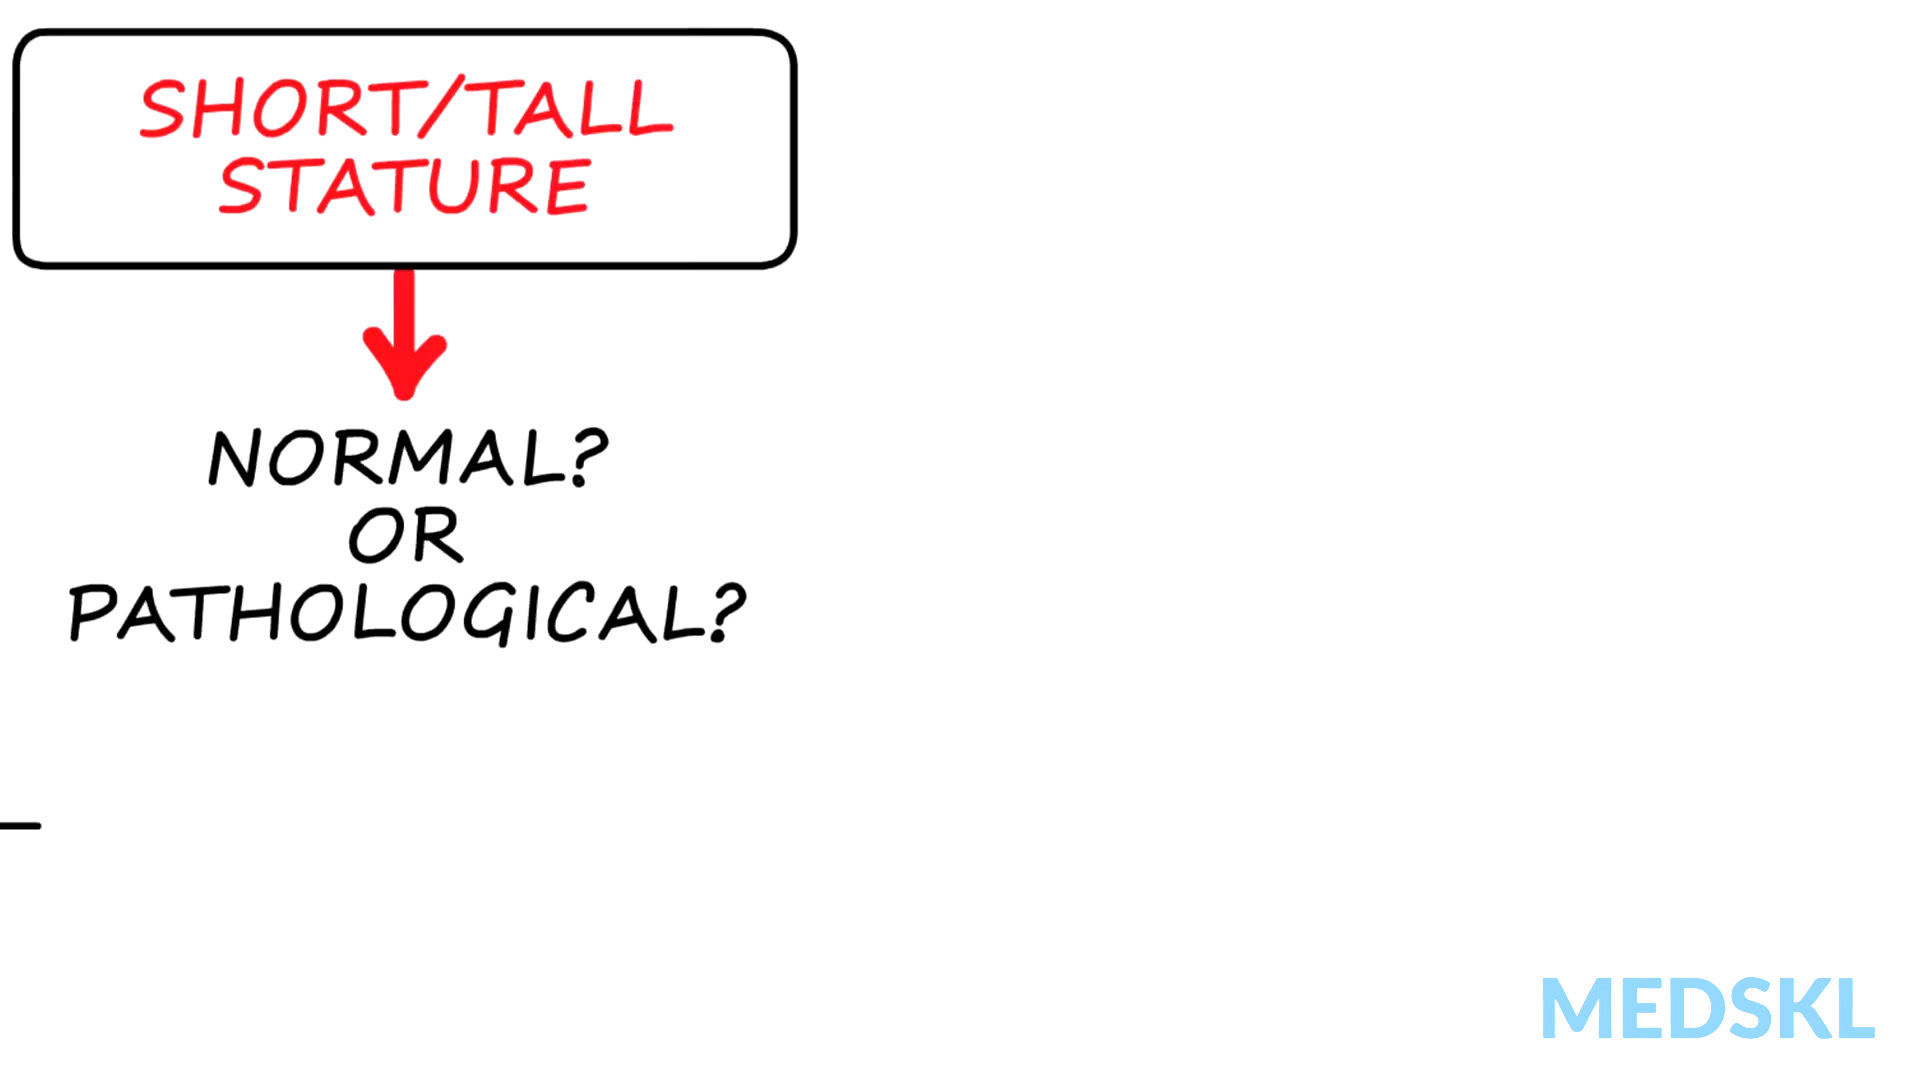 SHORT/TALL
STATURE
NORMAL?
OR
PATHOLOGICAL?
MEDSKL